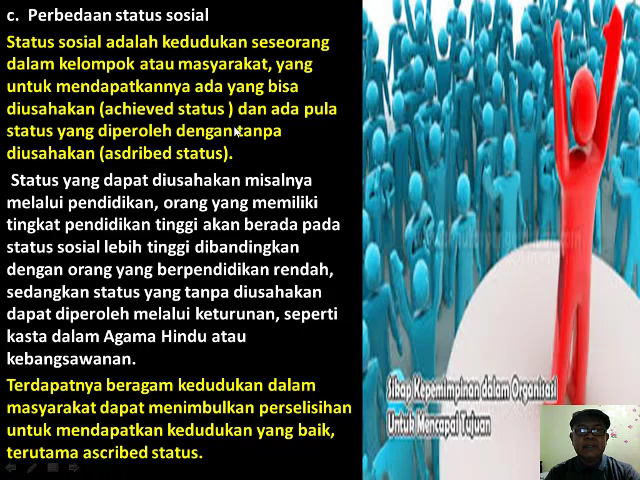 c. Perbedaan status sosial
Status sosial adalah kedudukan seseorang
dalam kelompok atau masyarakat, yang
untuk mendapatkannya ada yang bisa
diusahakan (achieved status ) dan ada pula
status yang diperoleh dengan tanpa
diusahakan (asdribed status).
Status yang dapat diusahakan misalnya
melalui pendidikan, orang yang memiliki
tingkat pendidikan tinggi akan berada pada
status sosial lebih tinggi dibandingkan
dengan orang yang berpendidikan rendah,
sedangkan status yang tanpa diusahakan
dapat diperoleh melalui keturunan, seperti
kasta dalam Agama Hindu atau
kebangsawanan.
Terdapatnya beragam kedudukan dalam
masyarakat dapat menimbulkan perselisihan
untuk mendapatkan kedudukan yang baik,
terutama ascribed status.
Sikap Kepemimpinan dalam Organisasi
Untuk Mencapai Tujuan